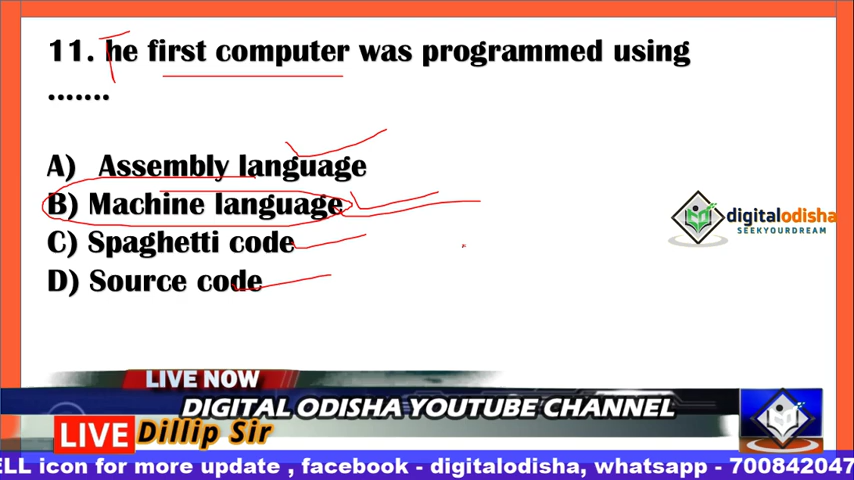 11. The first computer was programmed using
.......
A) Assembly language
B) Machine language
C) Spaghetti code
D) Source code
digitalodisha
SEEKYOURDREAM
LIVE NOW
DIGITAL ODISHA YOUTUBE CHANNEL
LIVE Dillip Sir
ELL icon for more update , facebook - digitalodisha, whatsapp - 700842047